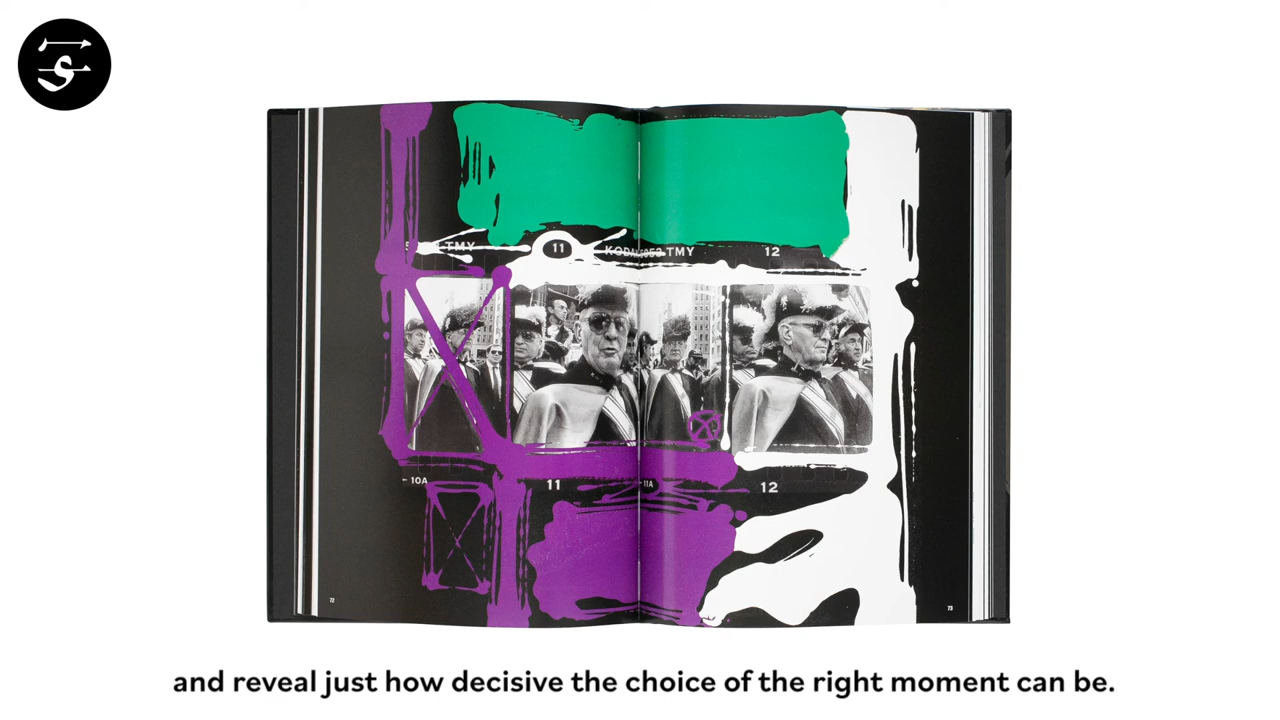 S
TMY
11
TMY
12
10A
11
11A
12
72
73
and reveal just how decisive the choice of the right moment can be.